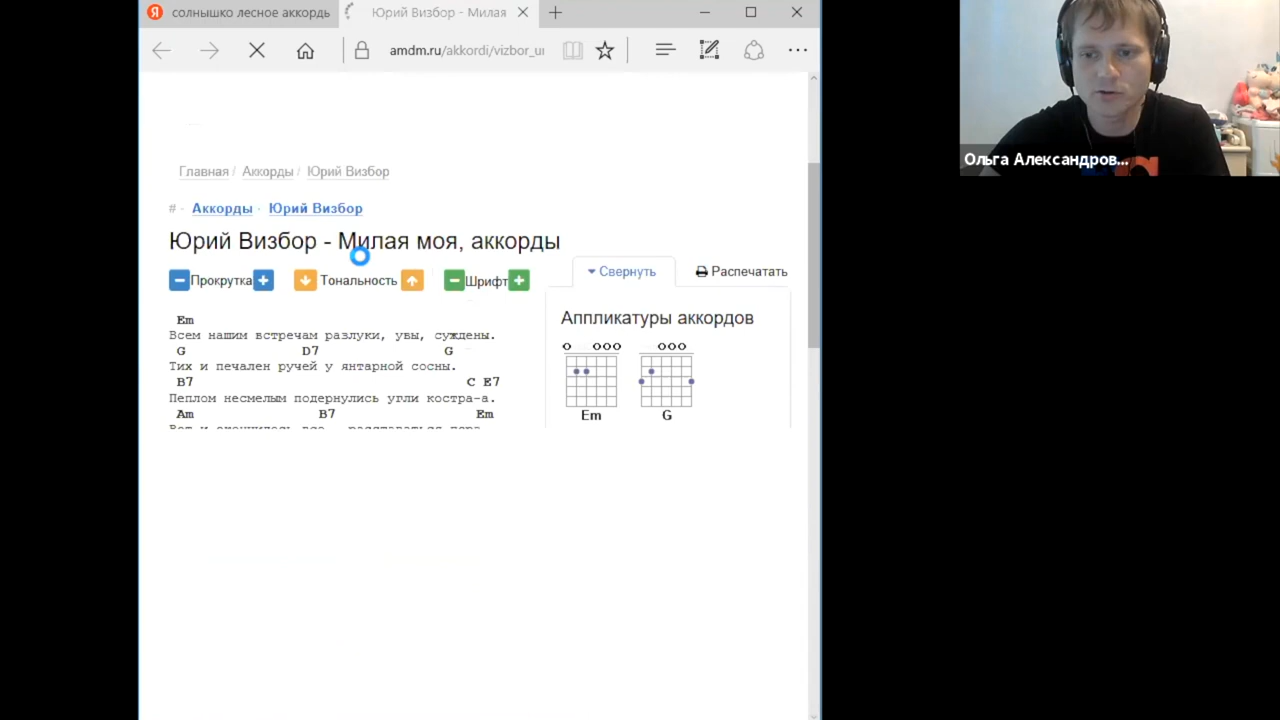 солнышко лесное аккордь
Юрий Визбор - Милая
amdm.ru/akkordi/vizbor_ui
Главная / Аккорды / Юрий Визбор
# · Аккорды · Юрий Визбор
Юрий Визбор - Милая моя, аккорды
Прокрутка
Тональность
Шрифт
Свернуть
Распечатать
Em
Всем нашим встречам разлуки, увы, суждены.
G D7 G
Тих и печален ручей у янтарной сосны.
B7 C E7
Пеплом несмелым подернулись угли костра-а.
Am B7 Em
Аппликатуры аккордов
Em G
Ольга Александров...